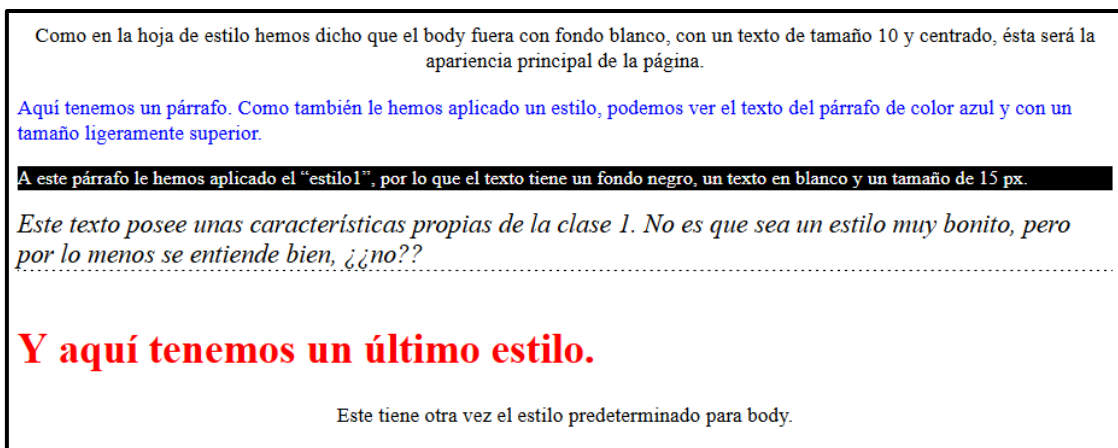 Como en la hoja de estilo hemos dicho que el body fuera con fondo blanco, con un texto de tamaño 10 y centrado, ésta será la
apariencia principal de la página.
Aquí tenemos un párrafo. Como también le hemos aplicado un estilo, podemos ver el texto del párrafo de color azul y con un
tamaño ligeramente superior.
A este párrafo le hemos aplicado el “estilo1”, por lo que el texto tiene un fondo negro, un texto en blanco y un tamaño de 15 px.
Este texto posee unas características propias de la clase 1. No es que sea un estilo muy bonito, pero
por lo menos se entiende bien, ¿¿no??
Y aquí tenemos un último estilo.
Este tiene otra vez el estilo predeterminado para body.